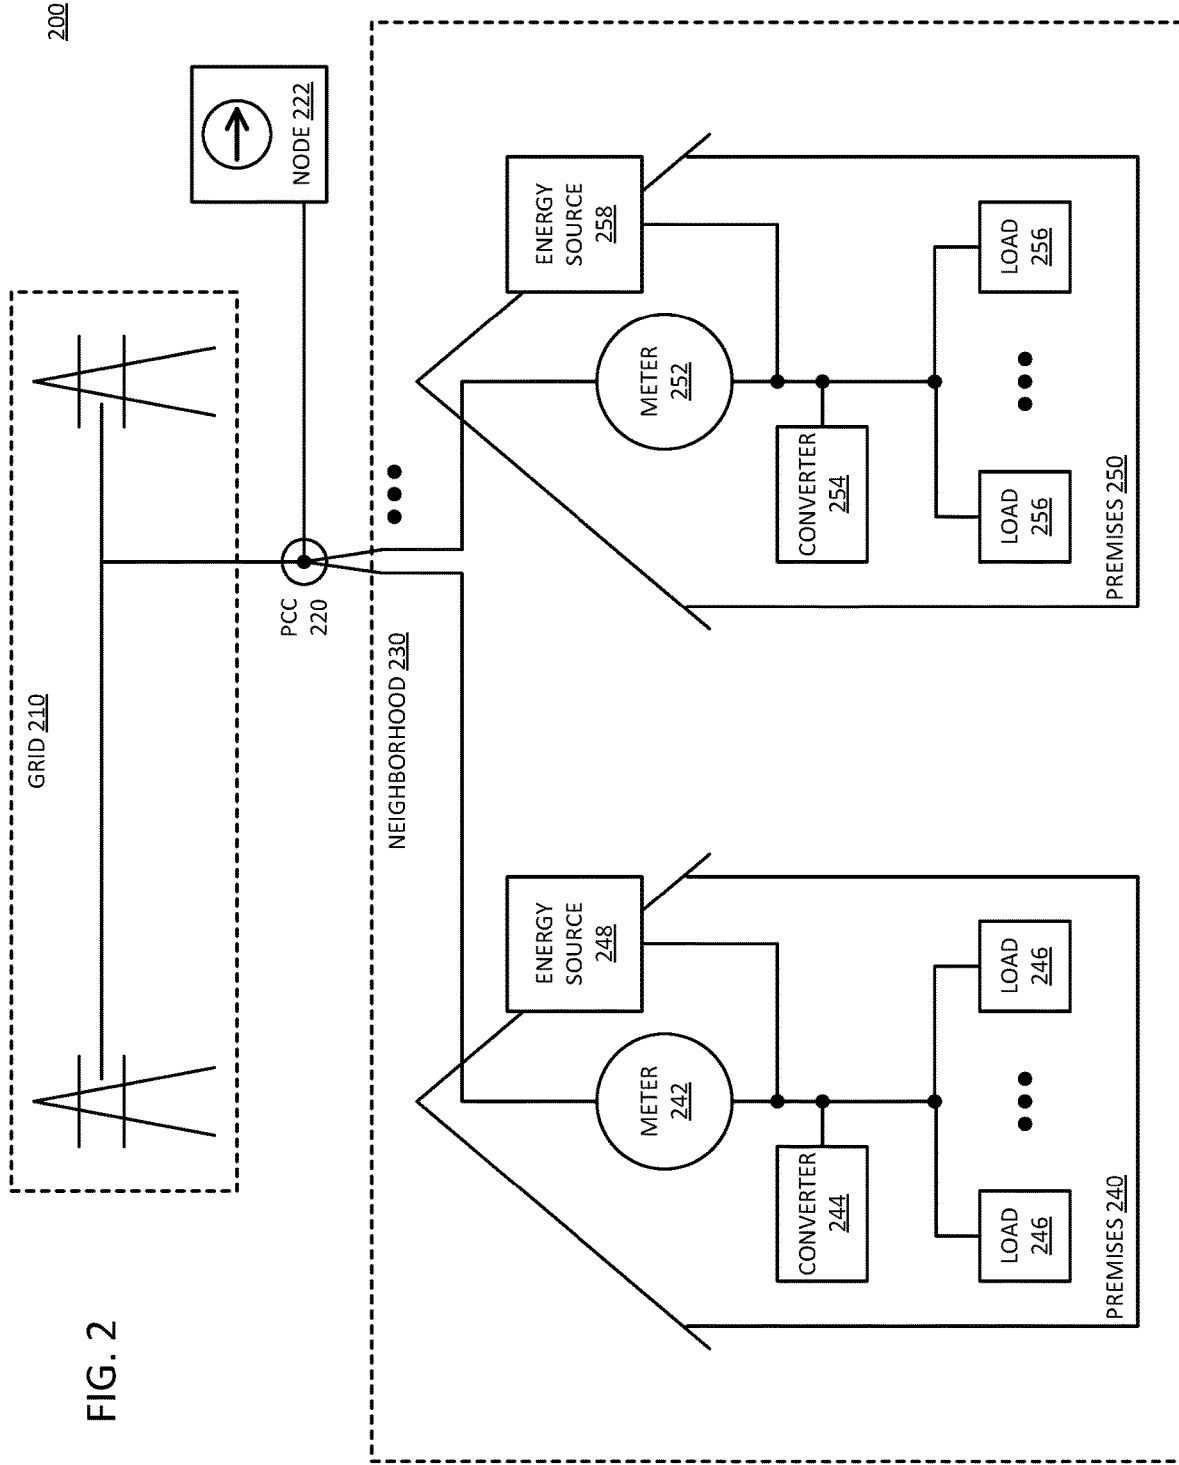 200
FIG. 2
GRID 210
PCC
220
NODE 222
NEIGHBORHOOD 230
METER
242
ENERGY
SOURCE
248
CONVERTER
244
LOAD
246
LOAD
246
PREMISES 240
METER
252
ENERGY
SOURCE
258
CONVERTER
254
LOAD
256
LOAD
256
PREMISES 250